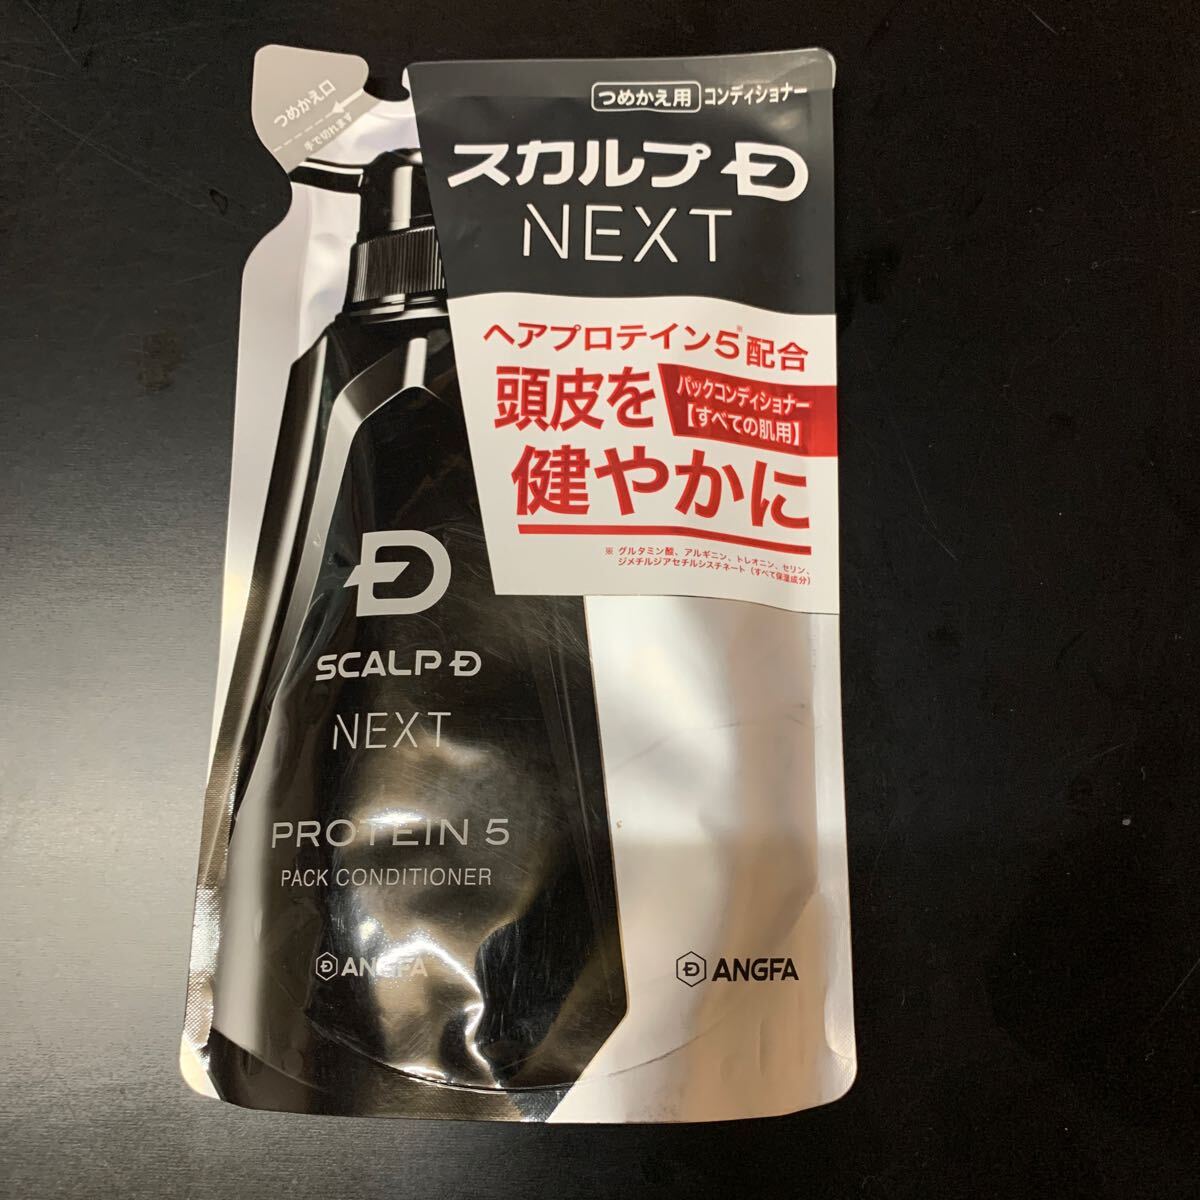 つめかえ口
手で切れます
つめかえ用 コンディショナー
スカルプD
NEXT
ヘアプロテイン5※配合
頭皮を
健やかに
パックコンディショナー
【すべての肌用】
※ グルタミン酸、アルギニン、トレオニン、セリン、
ジメチルジアセチルシスチネート (すべて保湿成分)
D
SCALP D
NEXT
PROTEIN 5
PACK CONDITIONER
D ANGFA
D ANGFA